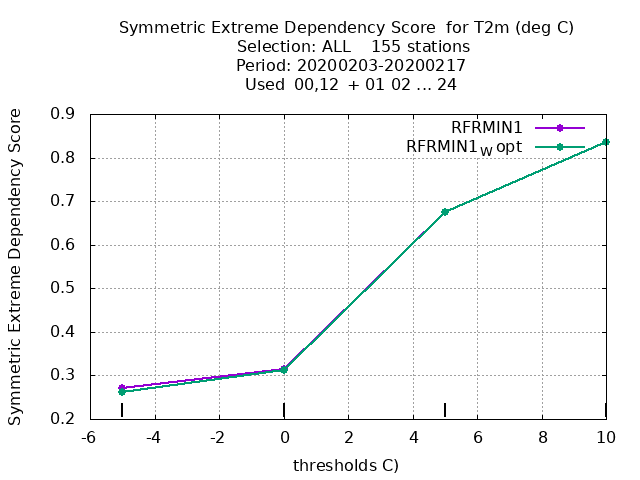 Symmetric Extreme Dependency Score for T2m (deg C)
Selection: ALL 155 stations
Period: 20200203-20200217
Used 00,12 + 01 02 ... 24
RFRMIN1
RFRMIN1W opt
Symmetric Extreme Dependency Score
0.9
0.8
0.7
0.6
0.5
0.4
0.3
0.2
-6 -4 -2 0 2 4 6 8 10
thresholds C)